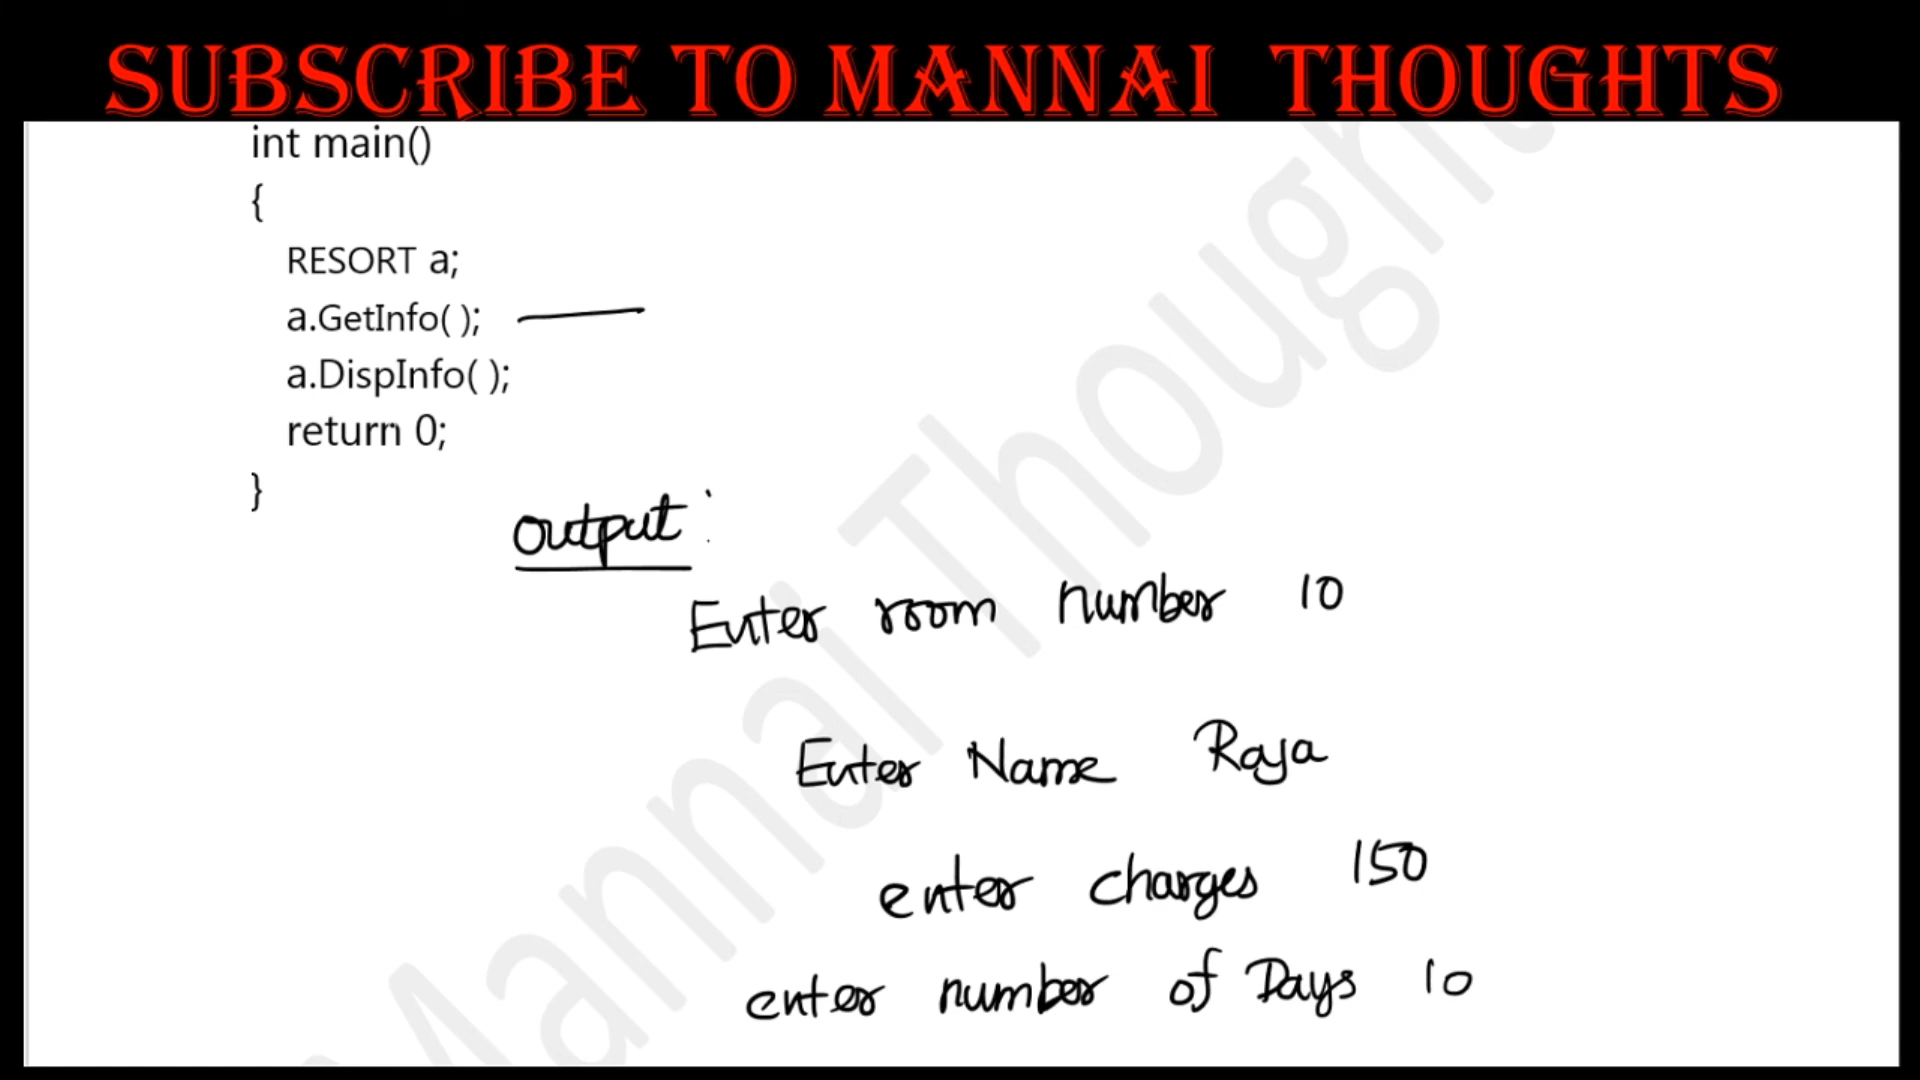 SUBSCRIBE TO MANNAI THOUGHTS
int main()
{
RESORT a;
a.GetInfo( );
a.DispInfo( );
return 0;
}
output :
Enter room number 10
Enter Name Raja
enter charges 150
enter number of Days 10
Mannai Thought